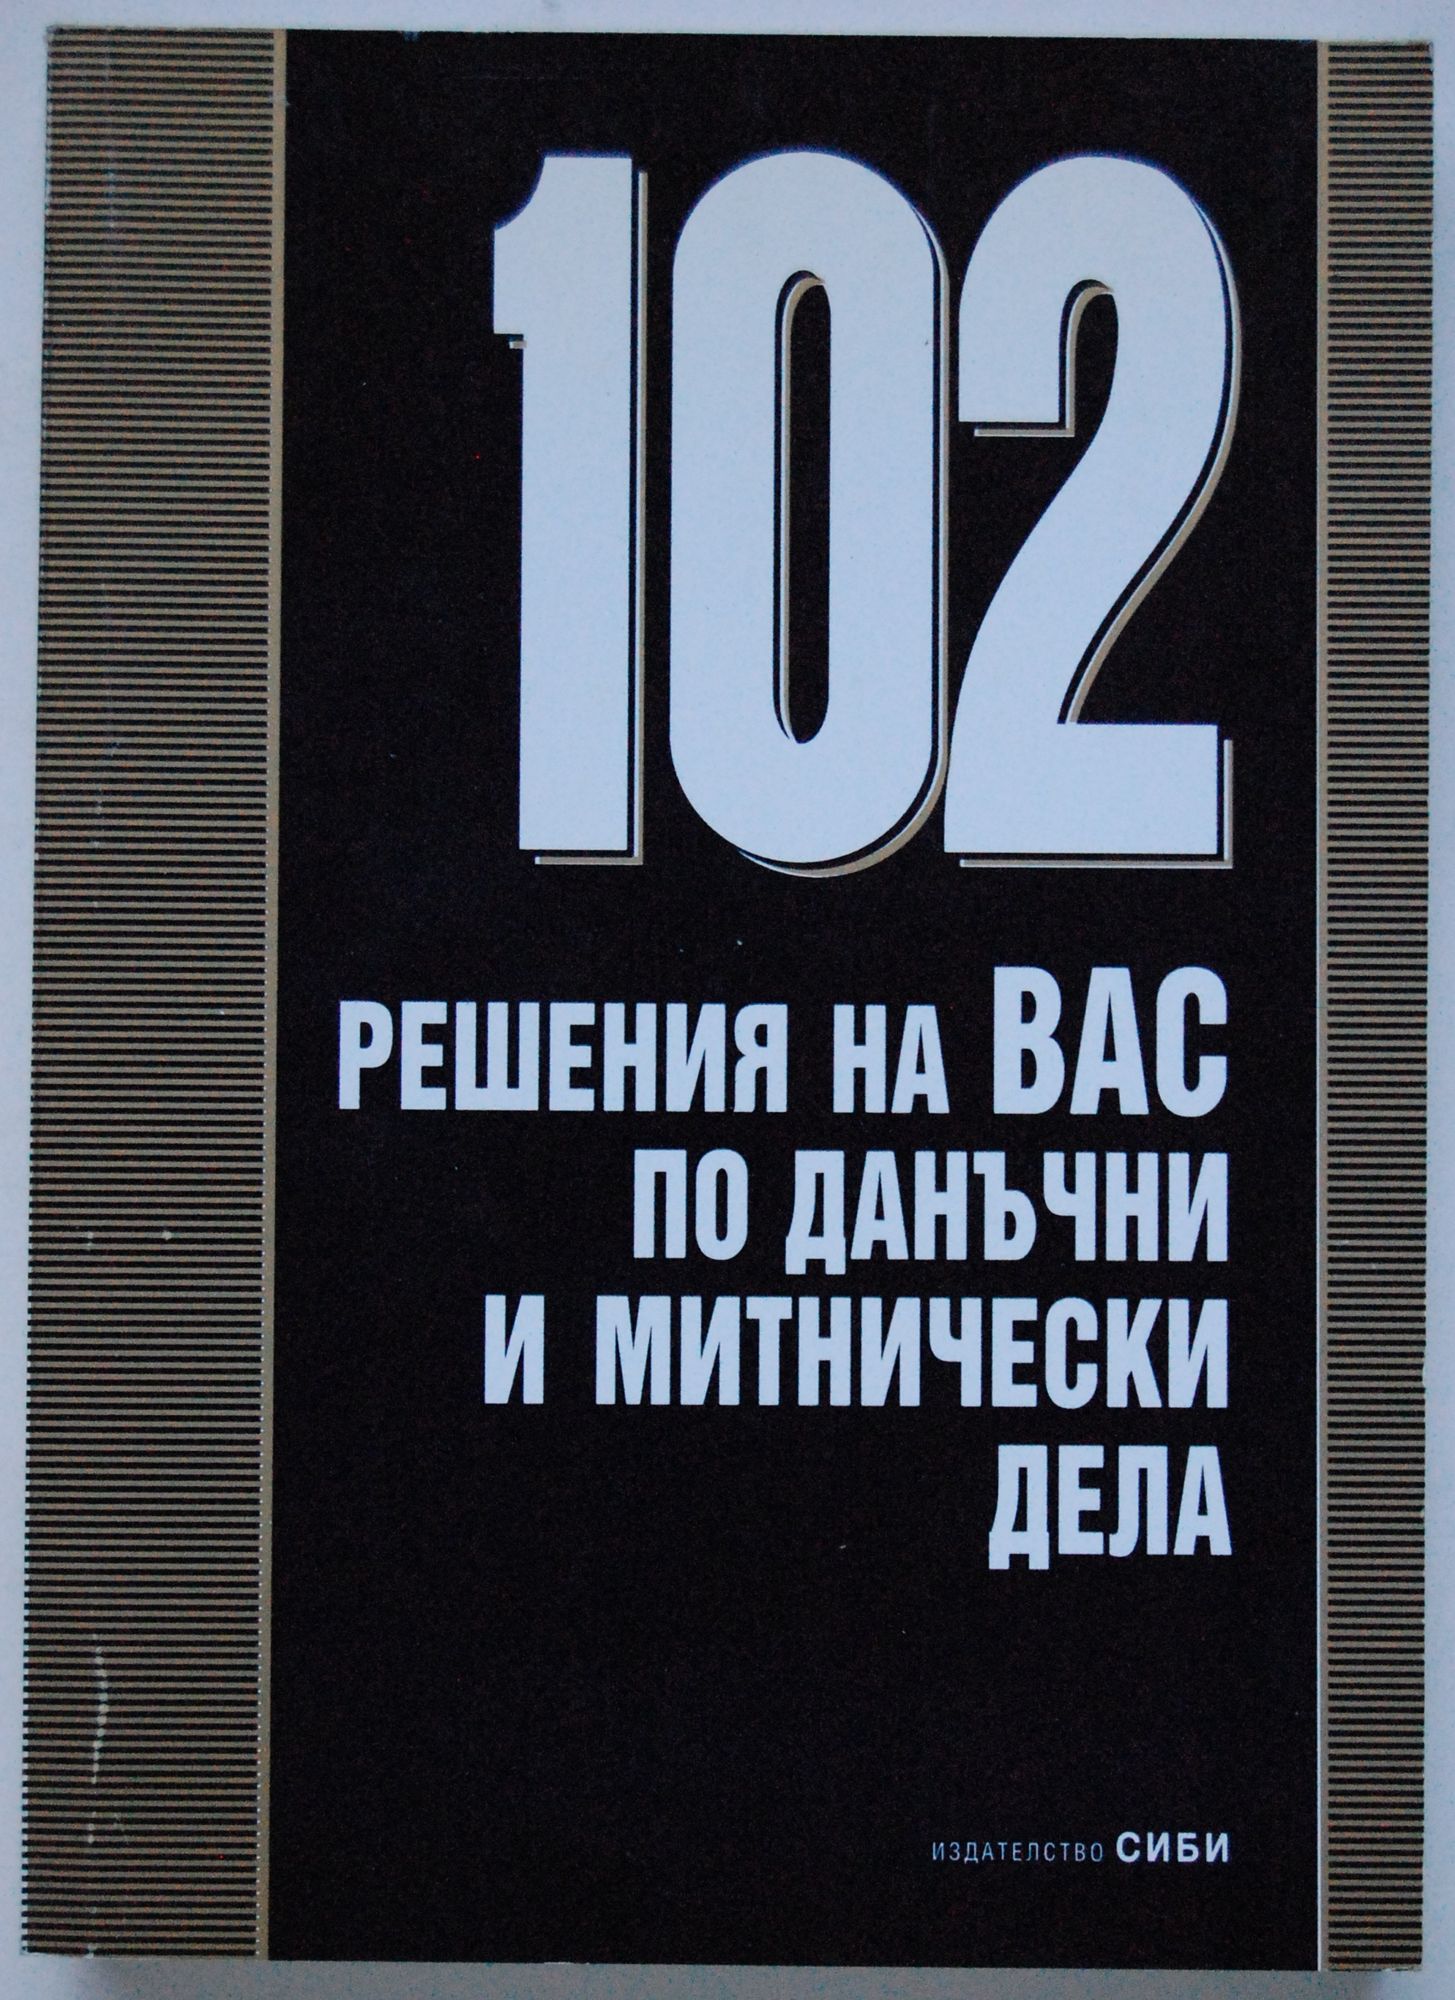 102
РЕШЕНИЯ НА ВАС
ПО ДАНЪЧНИ
И МИТНИЧЕСКИ
ДЕЛА
ИЗДАТЕЛСТВО СИБИ